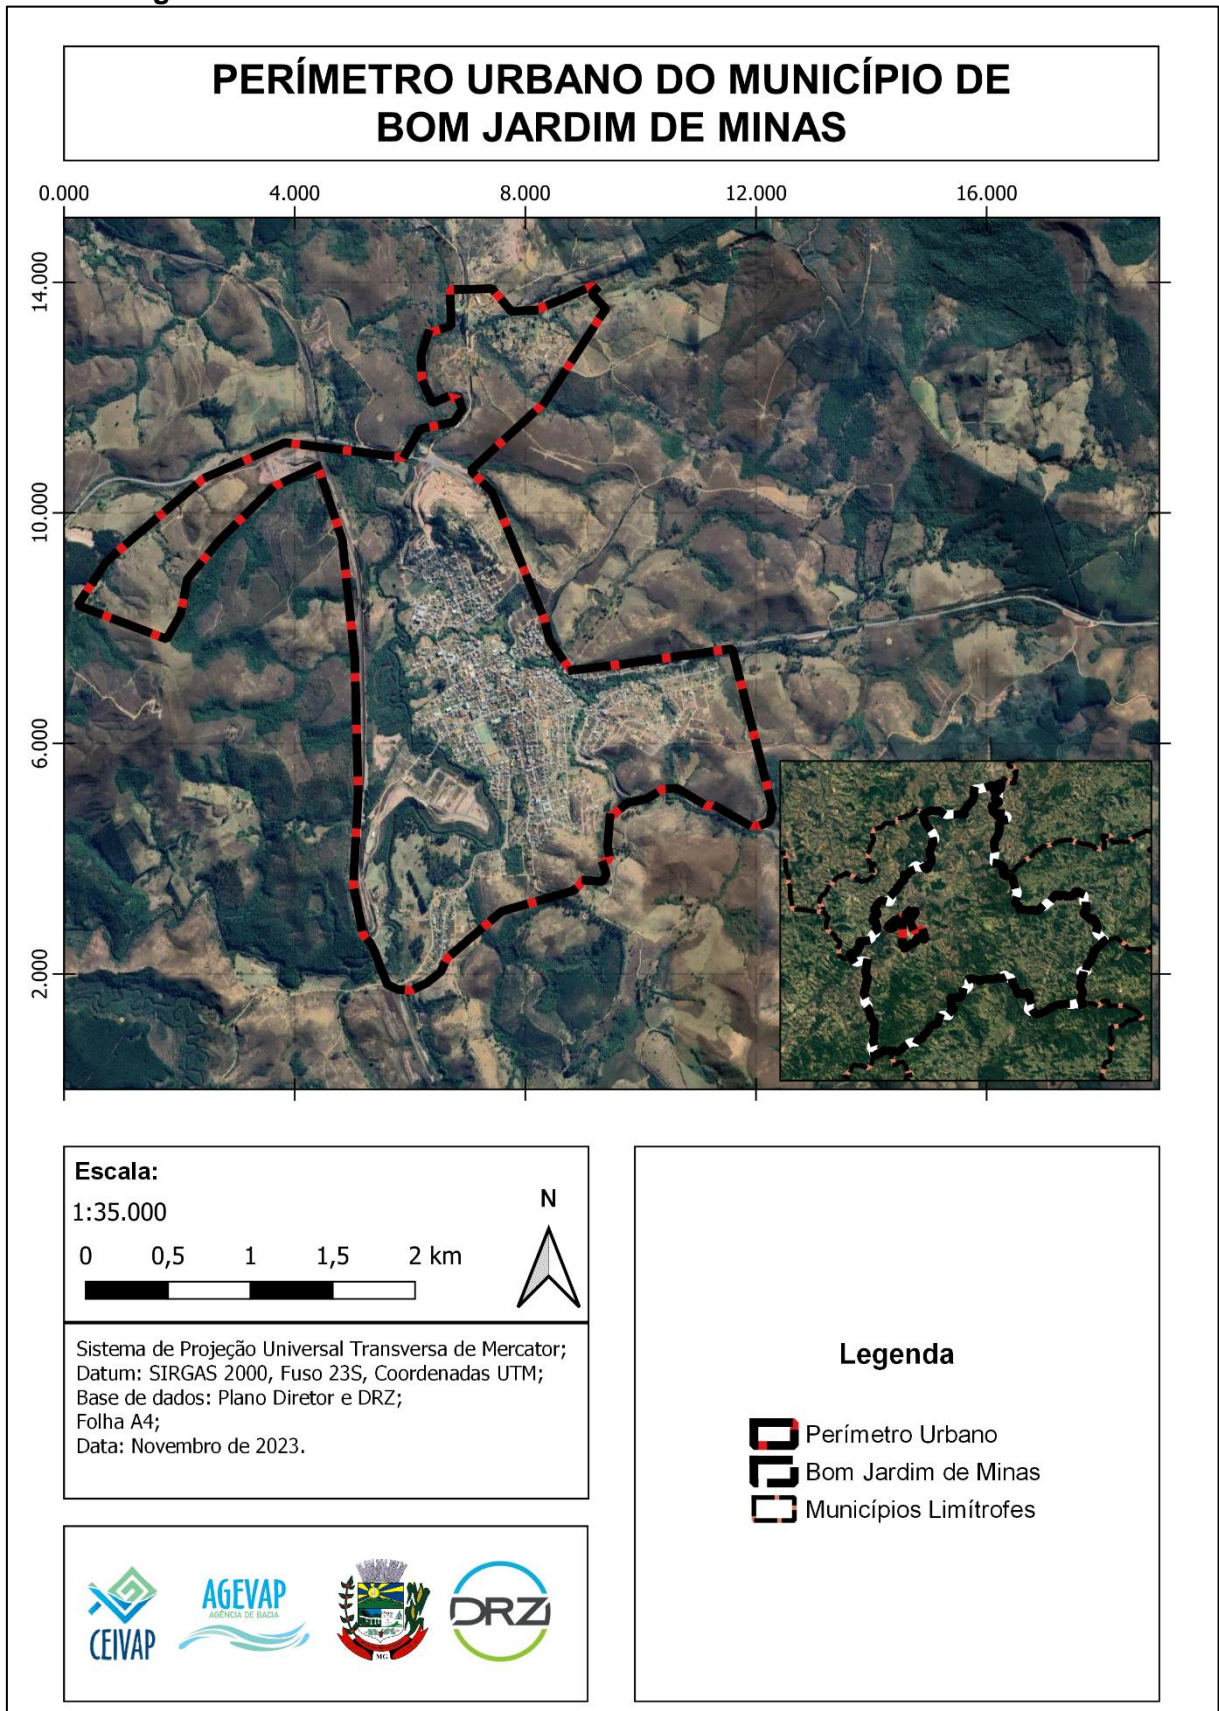 PERÍMETRO URBANO DO MUNICÍPIO DE
BOM JARDIM DE MINAS
0.000 4.000 8.000 12.000 16.000
14.000
10.000
6.000
2.000
Escala:
1:35.000
0 0,5 1 1,5 2 km
N
Sistema de Projeção Universal Transversa de Mercator;
Datum: SIRGAS 2000, Fuso 23S, Coordenadas UTM;
Base de dados: Plano Diretor e DRZ;
Folha A4;
Data: Novembro de 2023.
Legenda
Perímetro Urbano
Bom Jardim de Minas
Municípios Limítrofes
CEIVAP
AGEVAP
AGÊNCIA DE BACIA
MG
DRZ